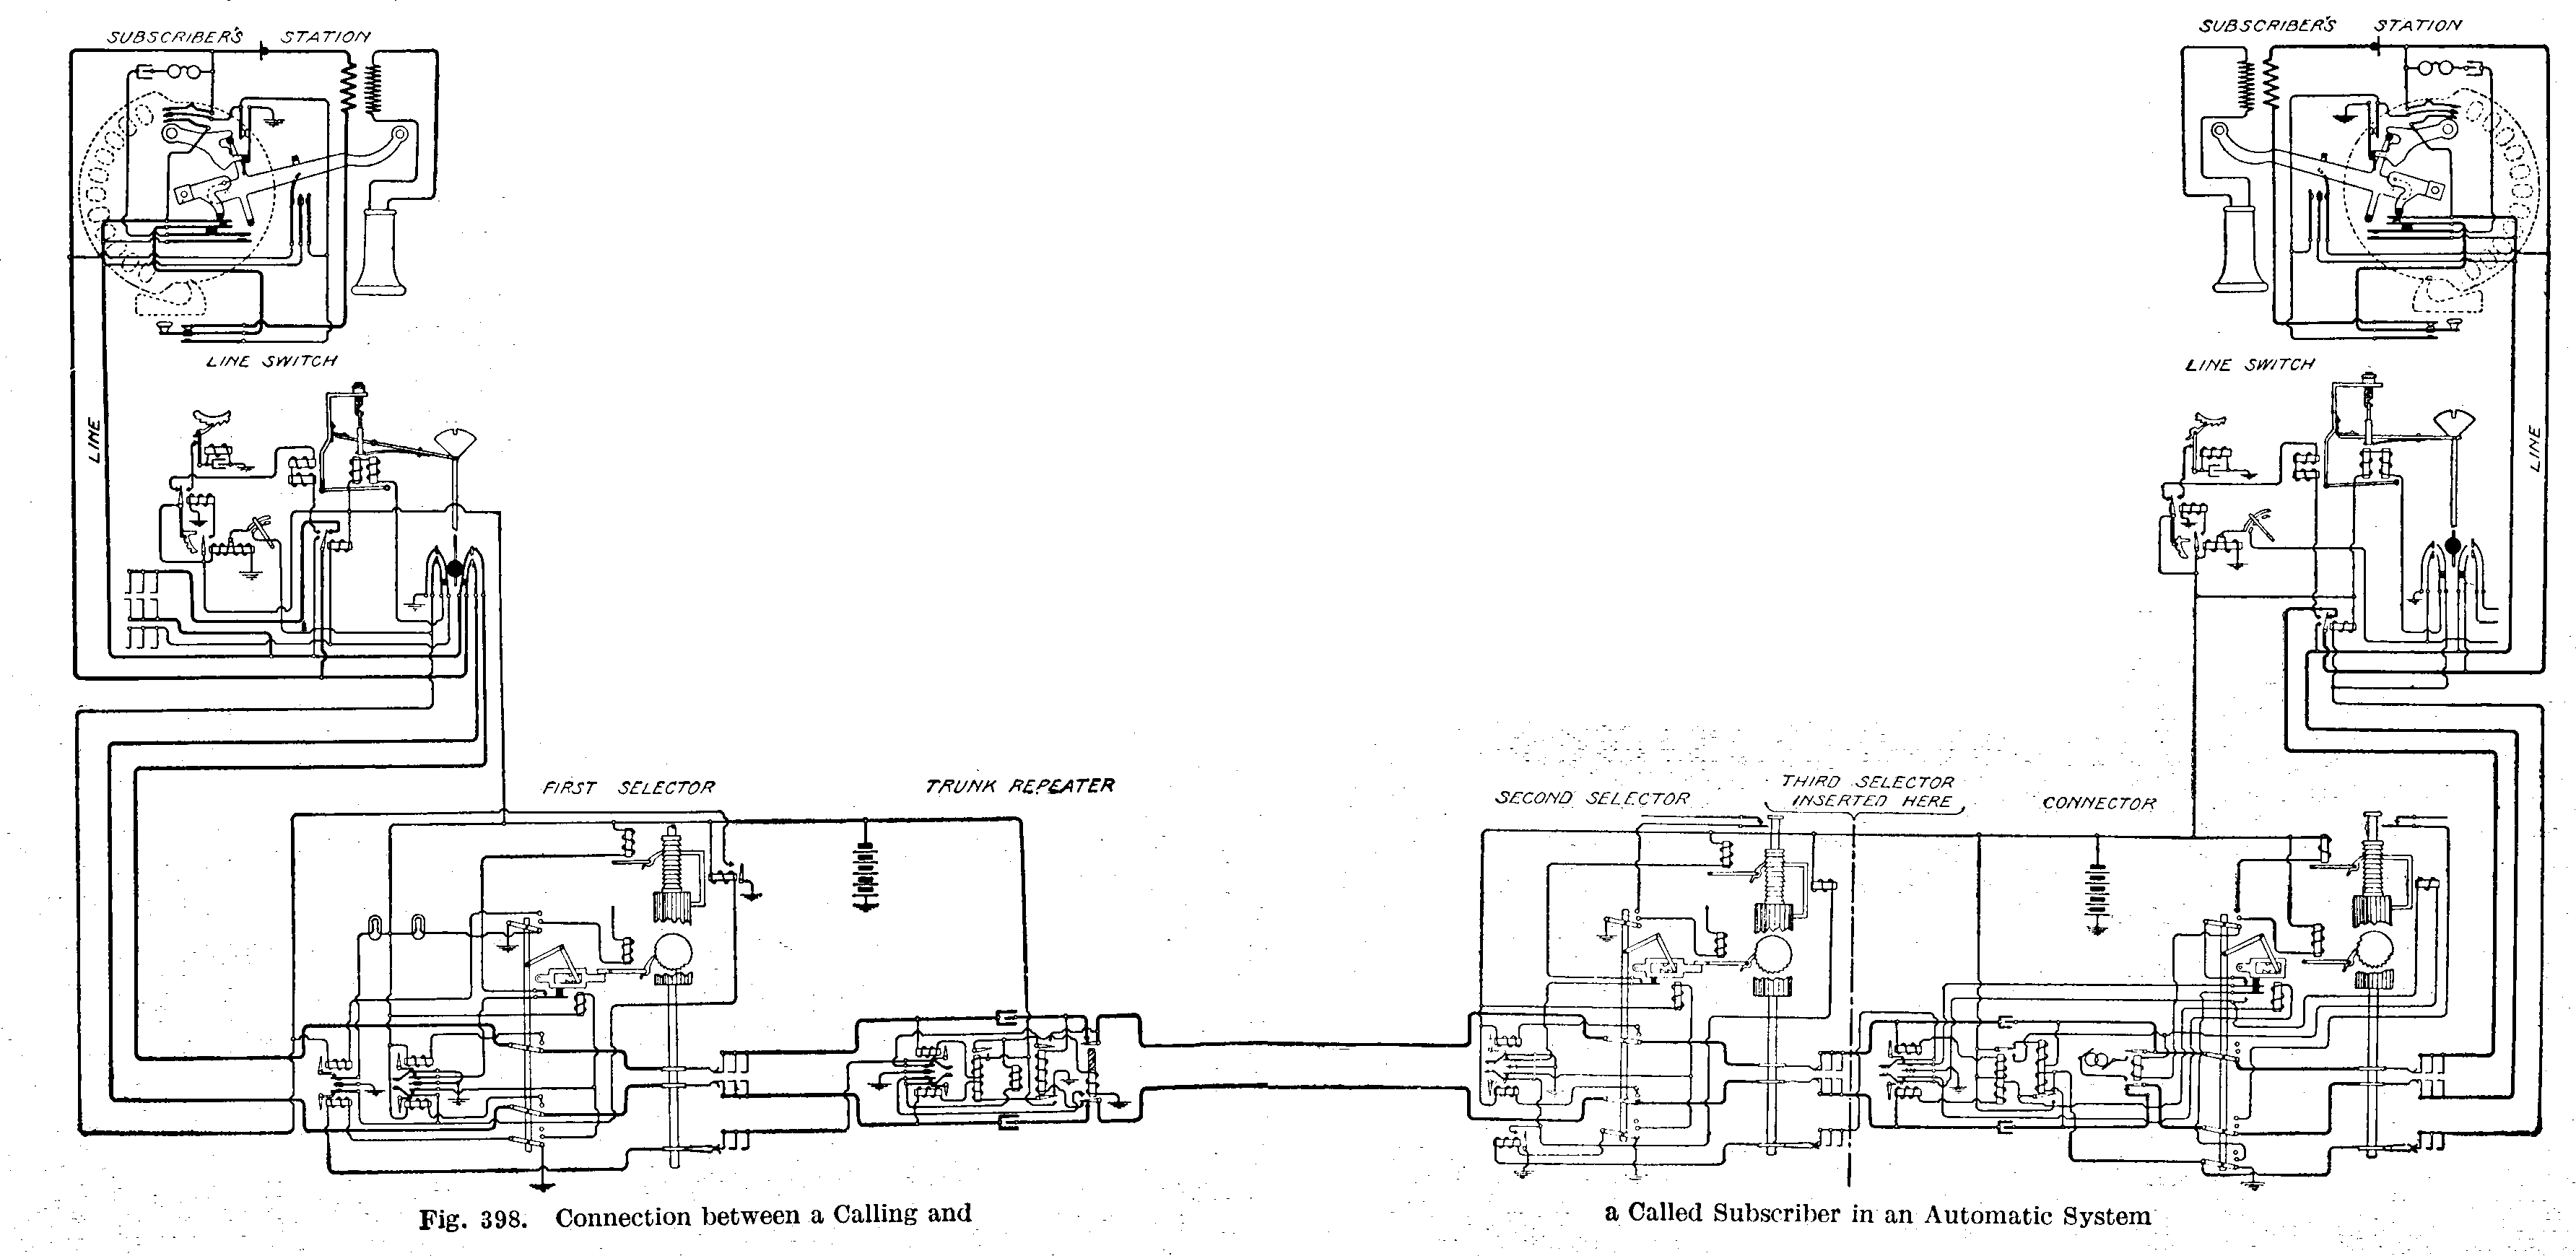 SUBSCRIBER'S STATION
LINE SWITCH
LINE
FIRST SELECTOR
TRUNK REPEATER
SUBSCRIBER'S STATION
LINE SWITCH
LINE
SECOND SELECTOR
THIRD SELECTOR
INSERTED HERE
CONNECTOR
Fig. 398. Connection between a Calling and
a Called Subscriber in an Automatic System